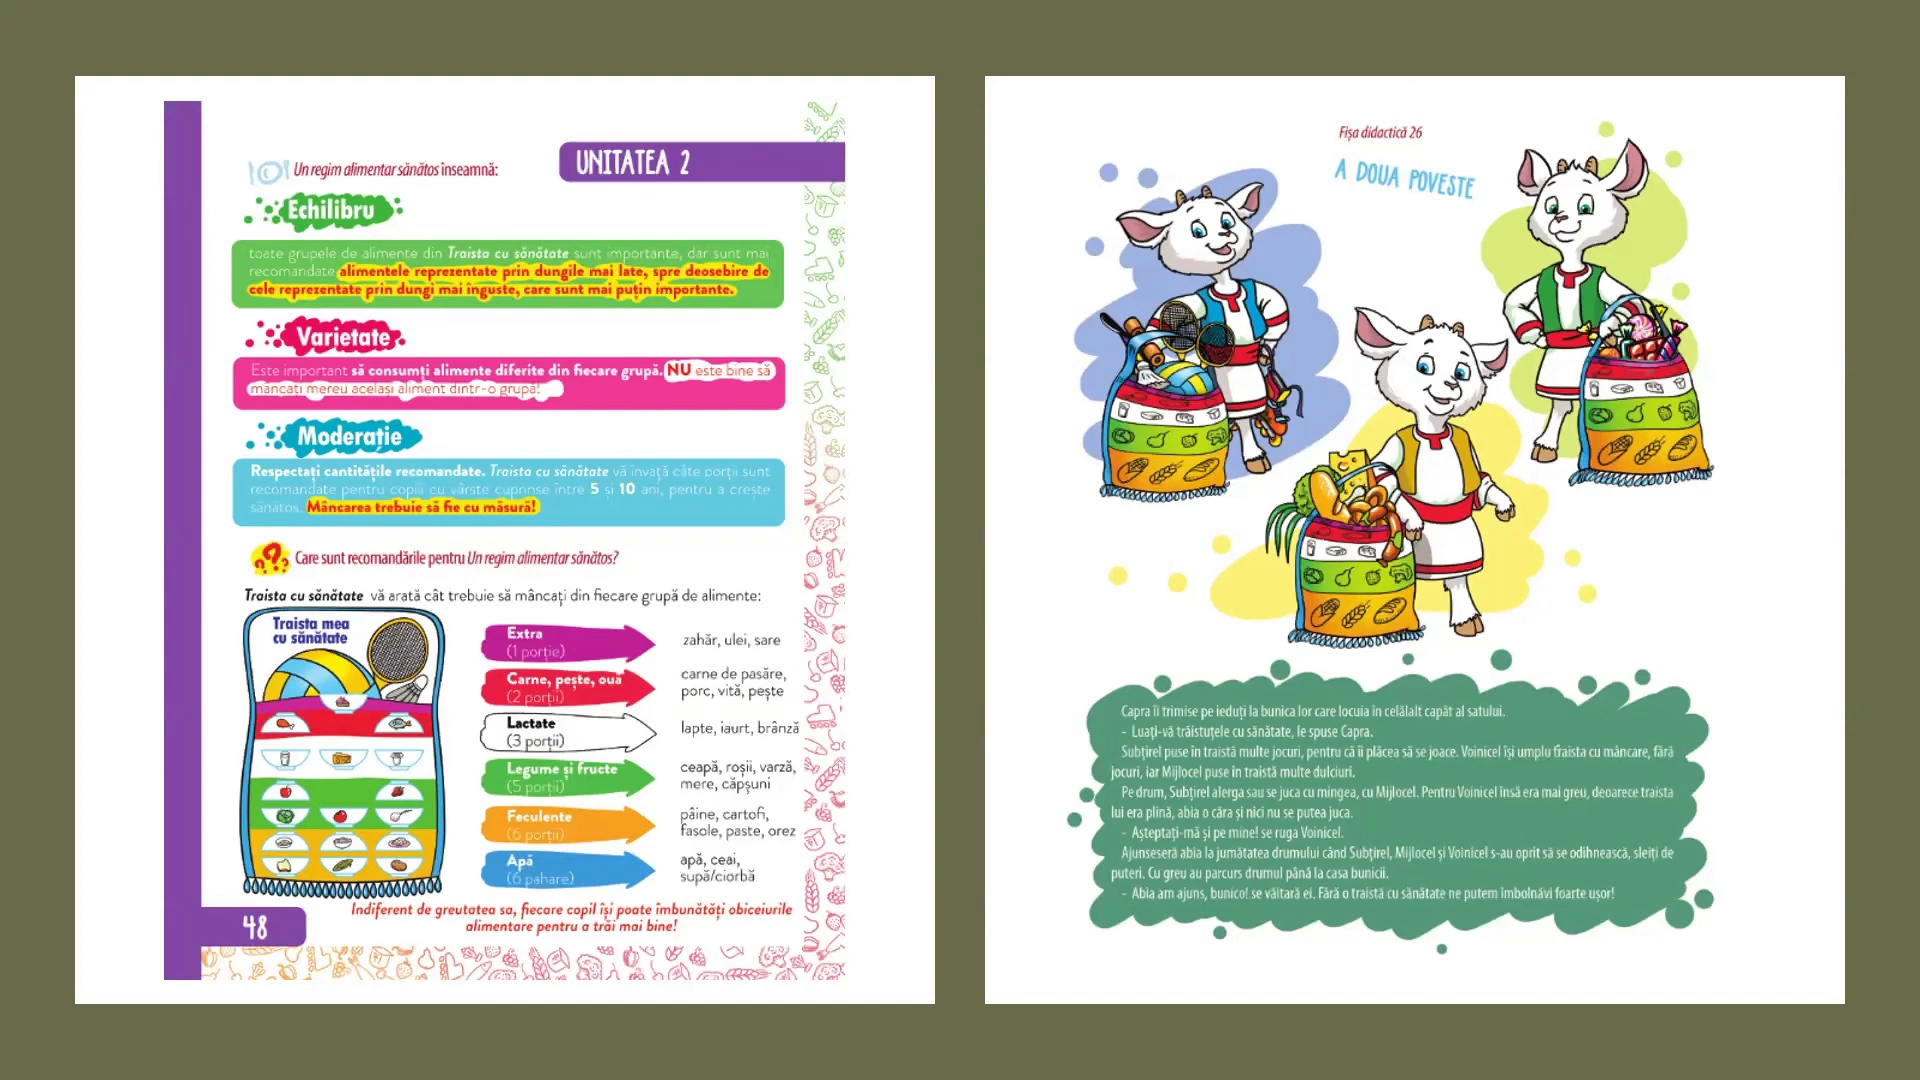 UNITATEA 2
Un regim alimentar sănătos înseamnă:
Echilibru
toate grupele de alimente din Traista cu sănătate sunt importante, dar sunt mai
recomandate alimentele reprezentate prin dungile mai late, spre deosebire de
cele reprezentate prin dungi mai înguste, care sunt mai puțin importante.
Varietate
Este important să consumți alimente diferite din fiecare grupă. NU este bine să
mâncați mereu același aliment dintr-o grupă!
Moderație
Respectați cantitățile recomandate. Traista cu sănătate vă învață câte porții sunt
recomandate pentru copiii cu vârste cuprinse între 5 și 10 ani, pentru a crește
sănătos. Mâncarea trebuie să fie cu măsură!
Care sunt recomandările pentru Un regim alimentar sănătos?
Traista cu sănătate vă arată cât trebuie să mâncați din fiecare grupă de alimente:
Traista mea
cu sănătate
Extra
(1 porție)
zahăr, ulei, sare
Carne, pește, ouă
(2 porții)
carne de pasăre,
porc, vită, pește
Lactate
(3 porții)
lapte, iaurt, brânză
Legume și fructe
(5 porții)
ceapă, roșii, varză,
mere, căpșuni
Feculente
(6 porții)
pâine, cartofi,
fasole, paste, orez
Apă
(6 pahare)
apă, ceai,
supă/ciorbă
Indiferent de greutatea sa, fiecare copil își poate îmbunătăți obiceiurile
alimentare pentru a trăi mai bine!
48
Fișa didactică 26
A DOUA POVESTE
Capra îi trimise pe ieduți la bunica lor care locuia în celălalt capăt al satului.
- Luați-vă trăistuțele cu sănătate, le spuse Capra.
Subțirel puse în traistă multe jocuri, pentru că îi plăcea să se joace. Voinicel își umplu traista cu mâncare, fără
jocuri, iar Mijlocel puse în traistă multe dulciuri.
Pe drum, Subțirel alerga sau se juca cu mingea, cu Mijlocel. Pentru Voinicel însă era mai greu, deoarece traista
lui era plină, abia o căra și nici nu se putea juca.
- Așteptați-mă și pe mine! se ruga Voinicel.
Ajunseseră abia la jumătatea drumului când Subțirel, Mijlocel și Voinicel s-au oprit să se odihnească, sleiți de
puteri. Cu greu au parcurs drumul până la casa bunicii.
- Abia am ajuns, bunico! se văitară ei. Fără o traistă cu sănătate ne putem îmbolnăvi foarte ușor!